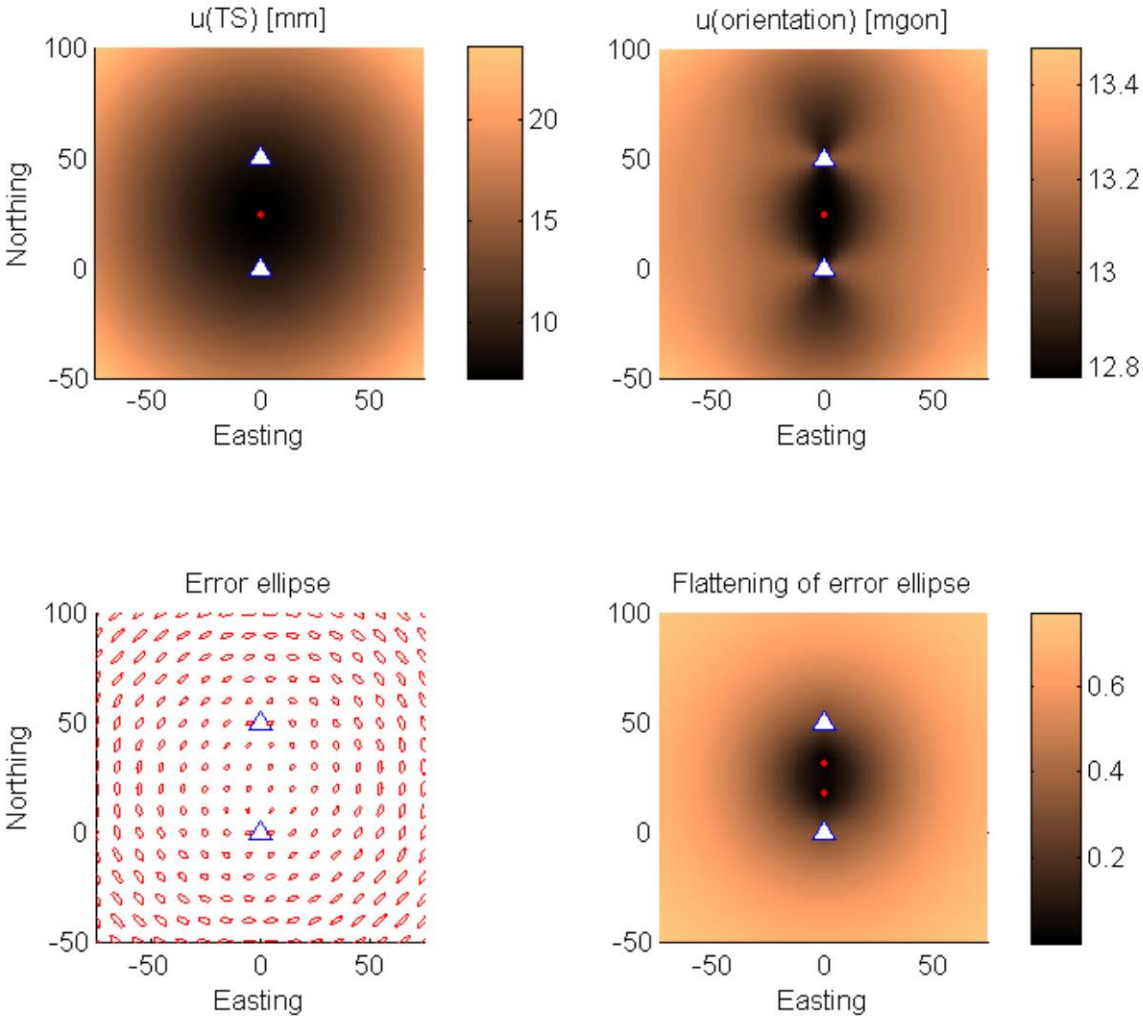 u(TS) [mm]
100
50
0
-50
Northing
-50 0 50
Easting
20
15
10
u(orientation) [mgon]
100
50
0
-50
-50 0 50
Easting
13.4
13.2
13
12.8
Error ellipse
100
50
0
-50
Northing
-50 0 50
Easting
Flattening of error ellipse
100
50
0
-50
-50 0 50
Easting
0.6
0.4
0.2